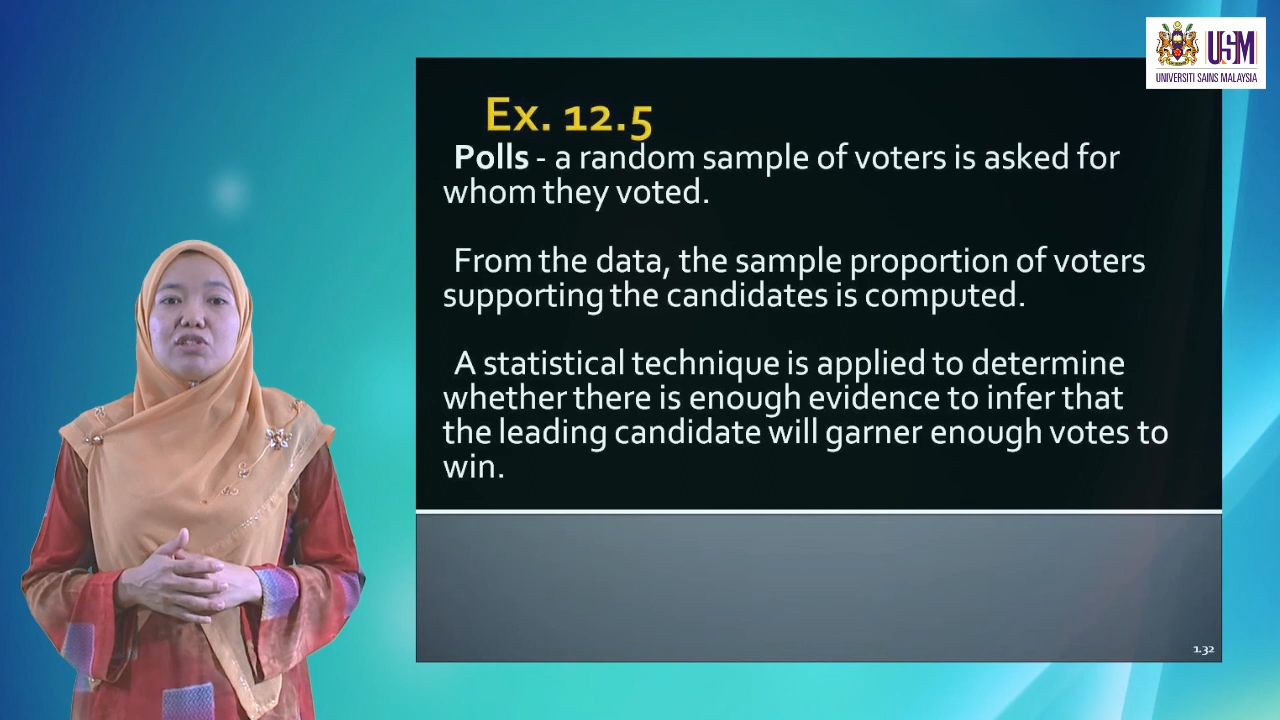 USM
UNIVERSITI SAINS MALAYSIA
Ex. 12.5
Polls - a random sample of voters is asked for
whom they voted.
From the data, the sample proportion of voters
supporting the candidates is computed.
A statistical technique is applied to determine
whether there is enough evidence to infer that
the leading candidate will garner enough votes to
win.
1.32